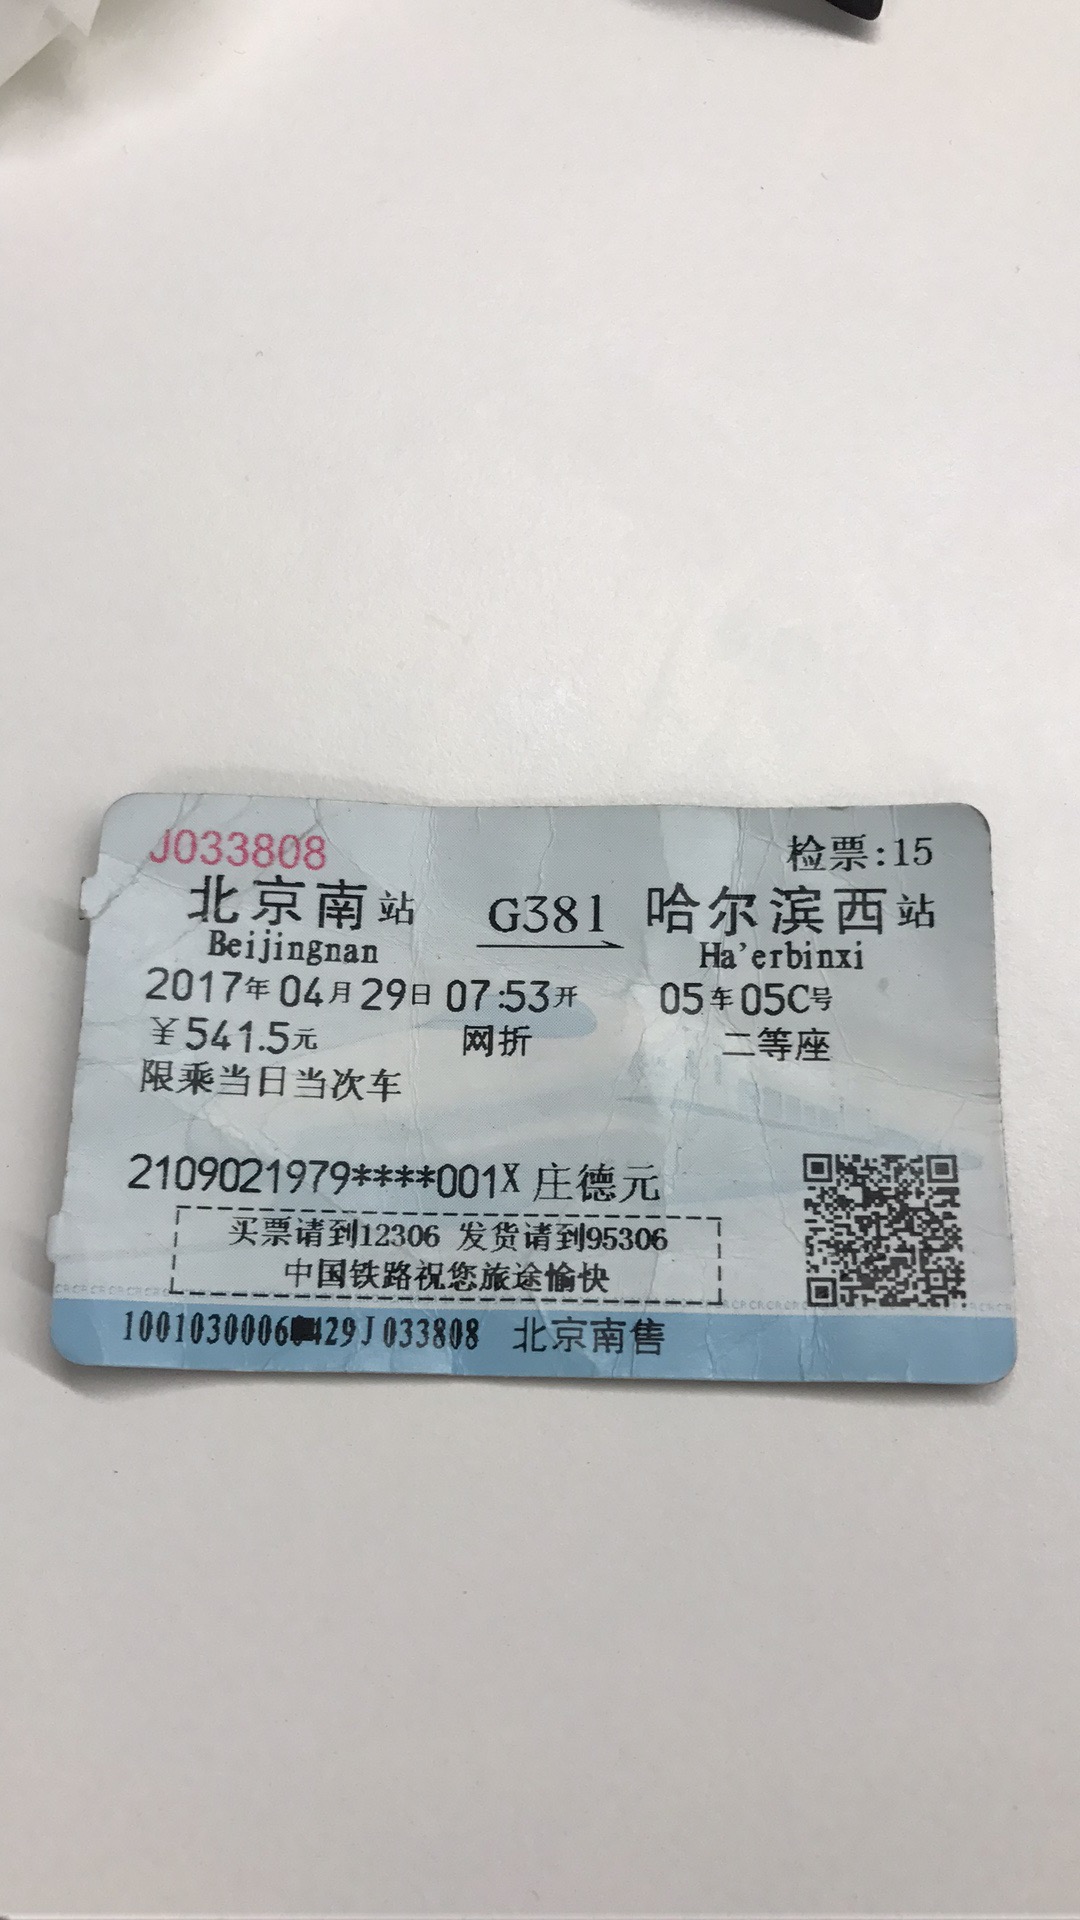 J033808 检票:15
北京南站 G381 哈尔滨西站
Beijingnan Ha'erbinxi
2017年04月29日 07:53开 05车05C号
¥541.5元 网折 二等座
限乘当日当次车
2109021979****001X 庄德元
买票请到12306 发货请到95306
中国铁路祝您旅途愉快
1001030006 429J033808 北京南售